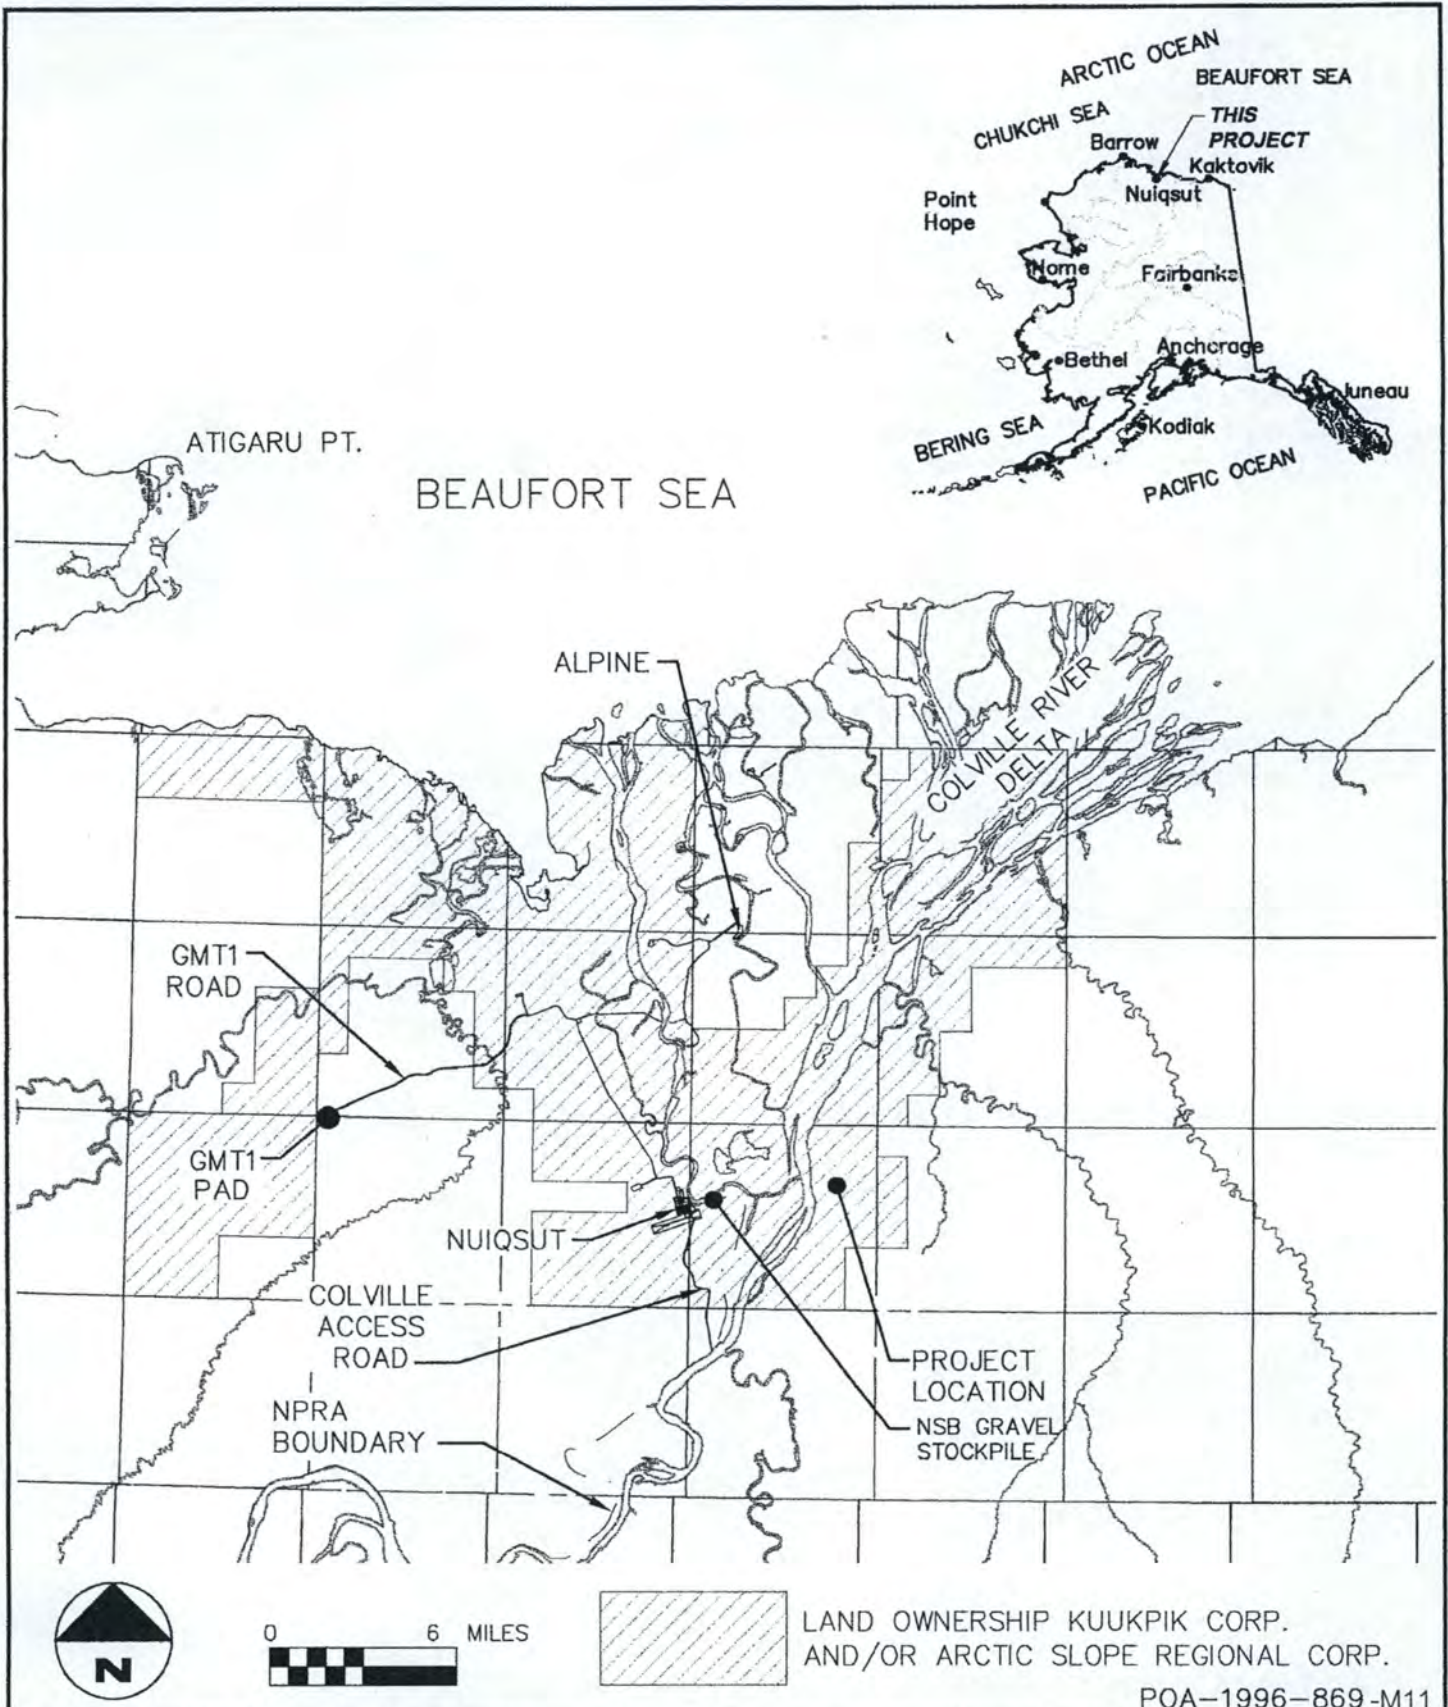 ARCTIC OCEAN
BEAUFORT SEA
CHUKCHI SEA
THIS
PROJECT
Barrow
Kaktovik
Nuiqsut
Point
Hope
Nome
Fairbanks
Bethel
Anchorage
Juneau
Kodiak
BERING SEA
PACIFIC OCEAN
ATIGARU PT.
BEAUFORT SEA
ALPINE
COLVILLE RIVER
DELTA
GMT1
ROAD
GMT1
PAD
NUIQSUT
COLVILLE
ACCESS
ROAD
PROJECT
LOCATION
NPRA
BOUNDARY
NSB GRAVEL
STOCKPILE
N
0 6 MILES
LAND OWNERSHIP KUUKPIK CORP.
AND/OR ARCTIC SLOPE REGIONAL CORP.
POA-1996-869-M11